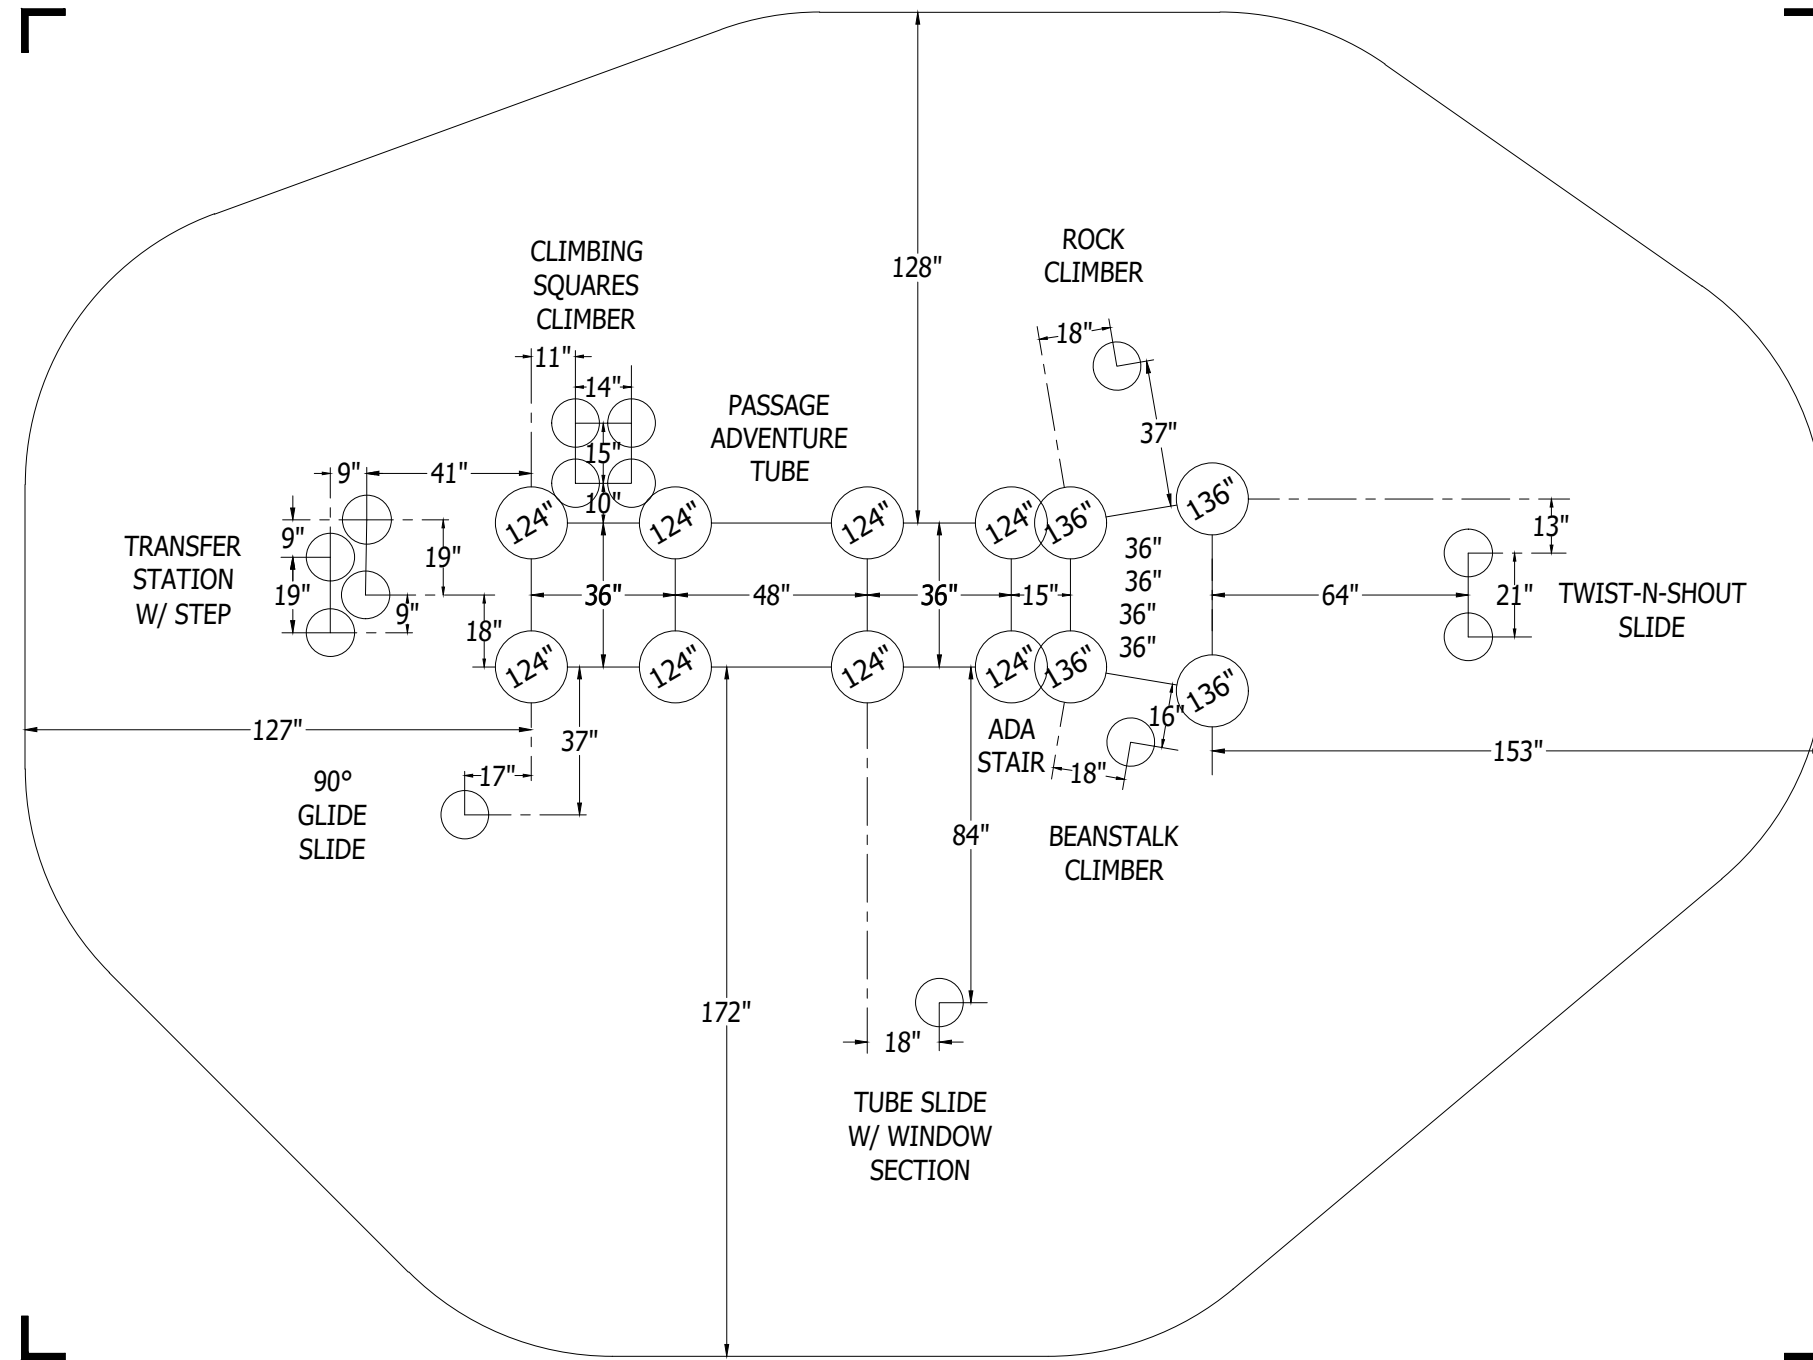 ROCK
CLIMBER
CLIMBING
SQUARES
CLIMBER
128"
18"
11"
14"
PASSAGE
ADVENTURE
TUBE
37"
15"
9"
41"
10"
124"
124"
124"
124"
136"
136"
13"
9"
19"
TRANSFER
STATION
W/ STEP
36"
36"
36"
36"
19"
9"
18"
36"
48"
36"
15"
64"
21"
TWIST-N-SHOUT
SLIDE
124"
124"
124"
124"
136"
136"
16"
127"
37"
ADA
STAIR
18"
153"
17"
90°
GLIDE
SLIDE
84"
BEANSTALK
CLIMBER
172"
18"
TUBE SLIDE
W/ WINDOW
SECTION